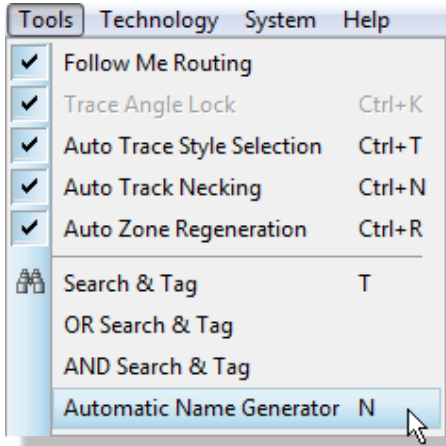 Tools Technology System Help
Follow Me Routing
Trace Angle Lock Ctrl+K
Auto Trace Style Selection Ctrl+T
Auto Track Necking Ctrl+N
Auto Zone Regeneration Ctrl+R
Search & Tag T
OR Search & Tag
AND Search & Tag
Automatic Name Generator N